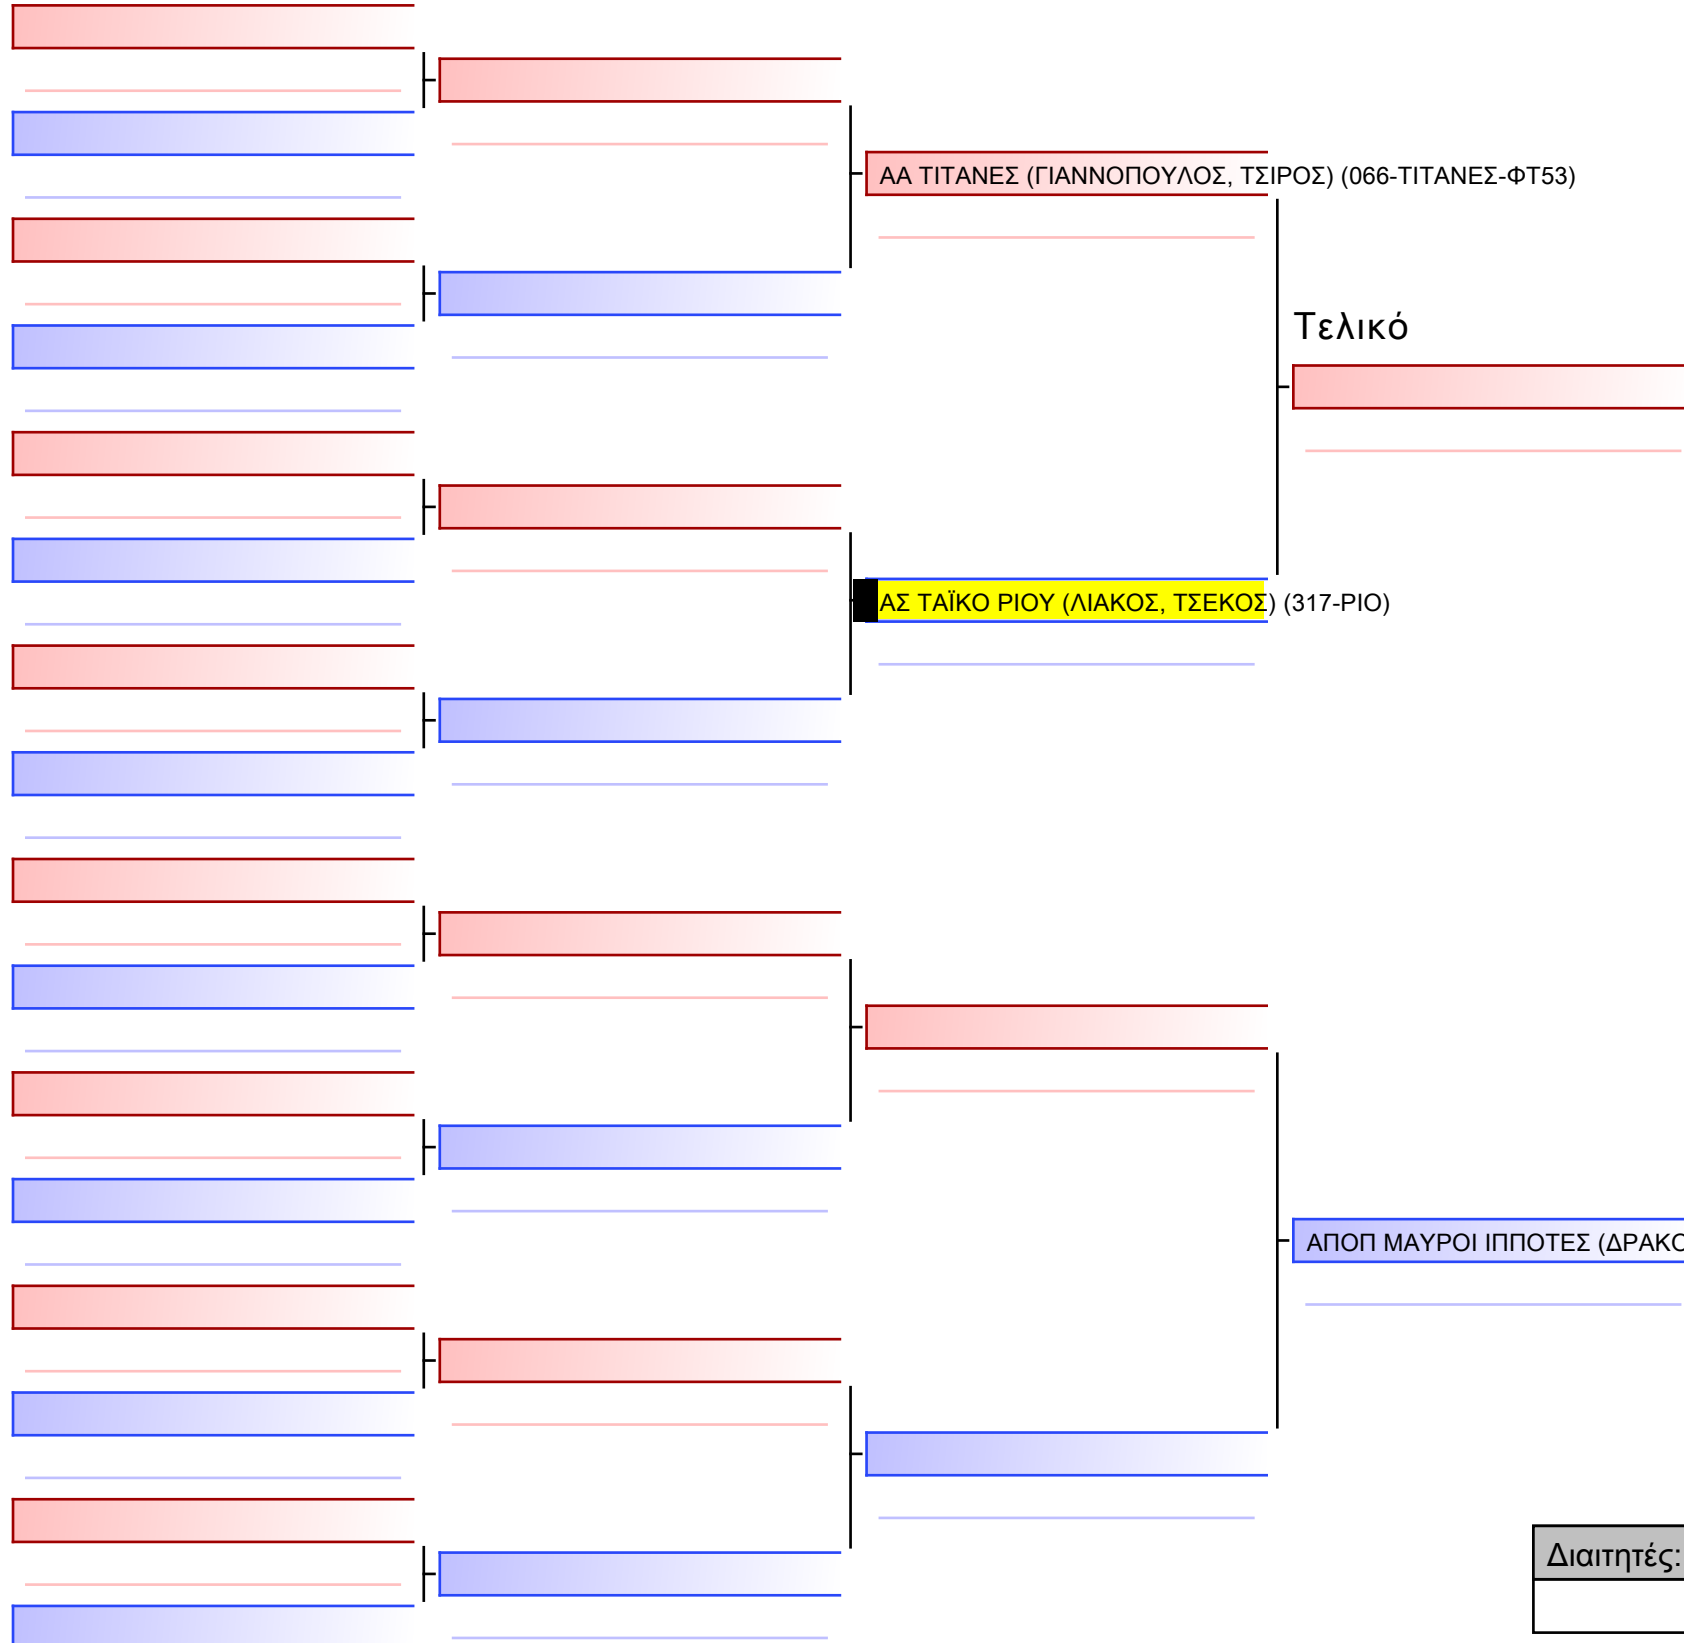 ΑΑ ΤΙΤΑΝΕΣ (ΓΙΑΝΝΟΠΟΥΛΟΣ, ΤΣΙΡΟΣ) (066-ΤΙΤΑΝΕΣ-ΦΤ53)
Τελικό
ΑΣ ΤΑΪΚΟ ΡΙΟΥ (ΛΙΑΚΟΣ, ΤΣΕΚΟΣ) (317-ΡΙΟ)
ΑΠΟΠ ΜΑΥΡΟΙ ΙΠΠΟΤΕΣ
Διαιτητές: